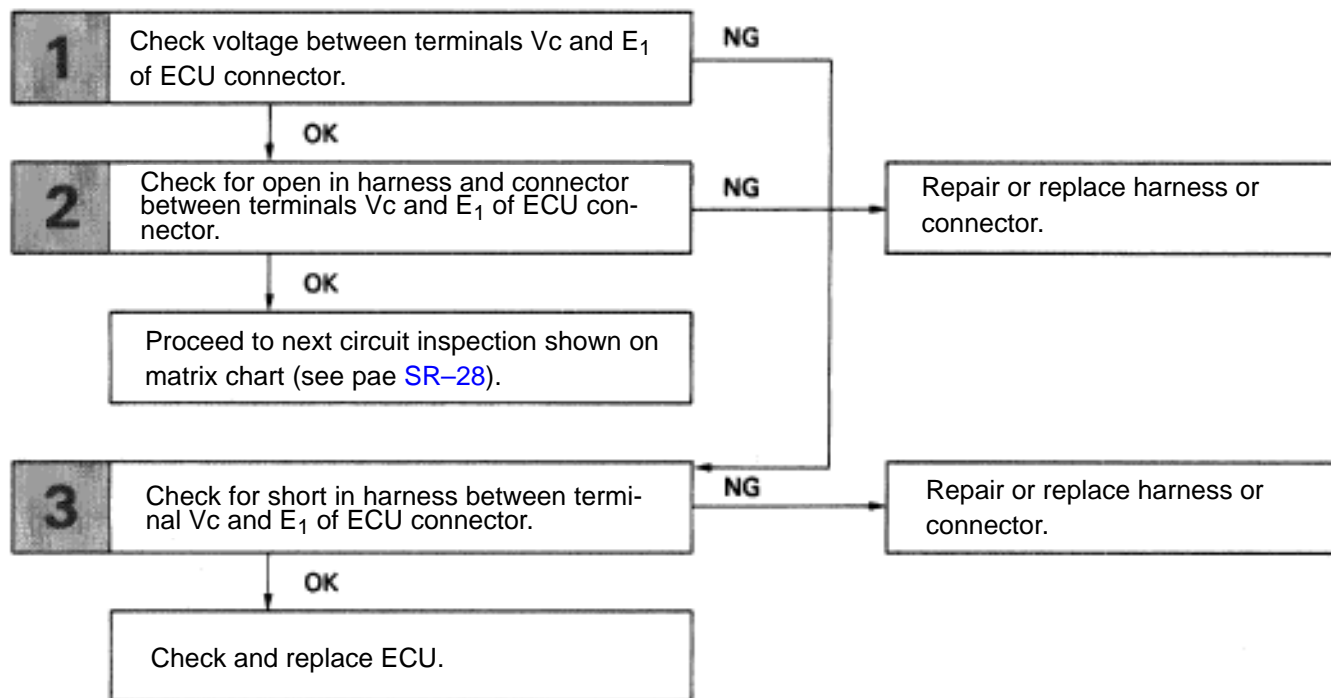 1
Check voltage between terminals Vc and E1
of ECU connector.
NG
OK
2
Check for open in harness and connector
between terminals Vc and E1 of ECU con-
nector.
NG
Repair or replace harness or
connector.
OK
Proceed to next circuit inspection shown on
matrix chart (see pae SR–28).
3
Check for short in harness between termi-
nal Vc and E1 of ECU connector.
NG
Repair or replace harness or
connector.
OK
Check and replace ECU.